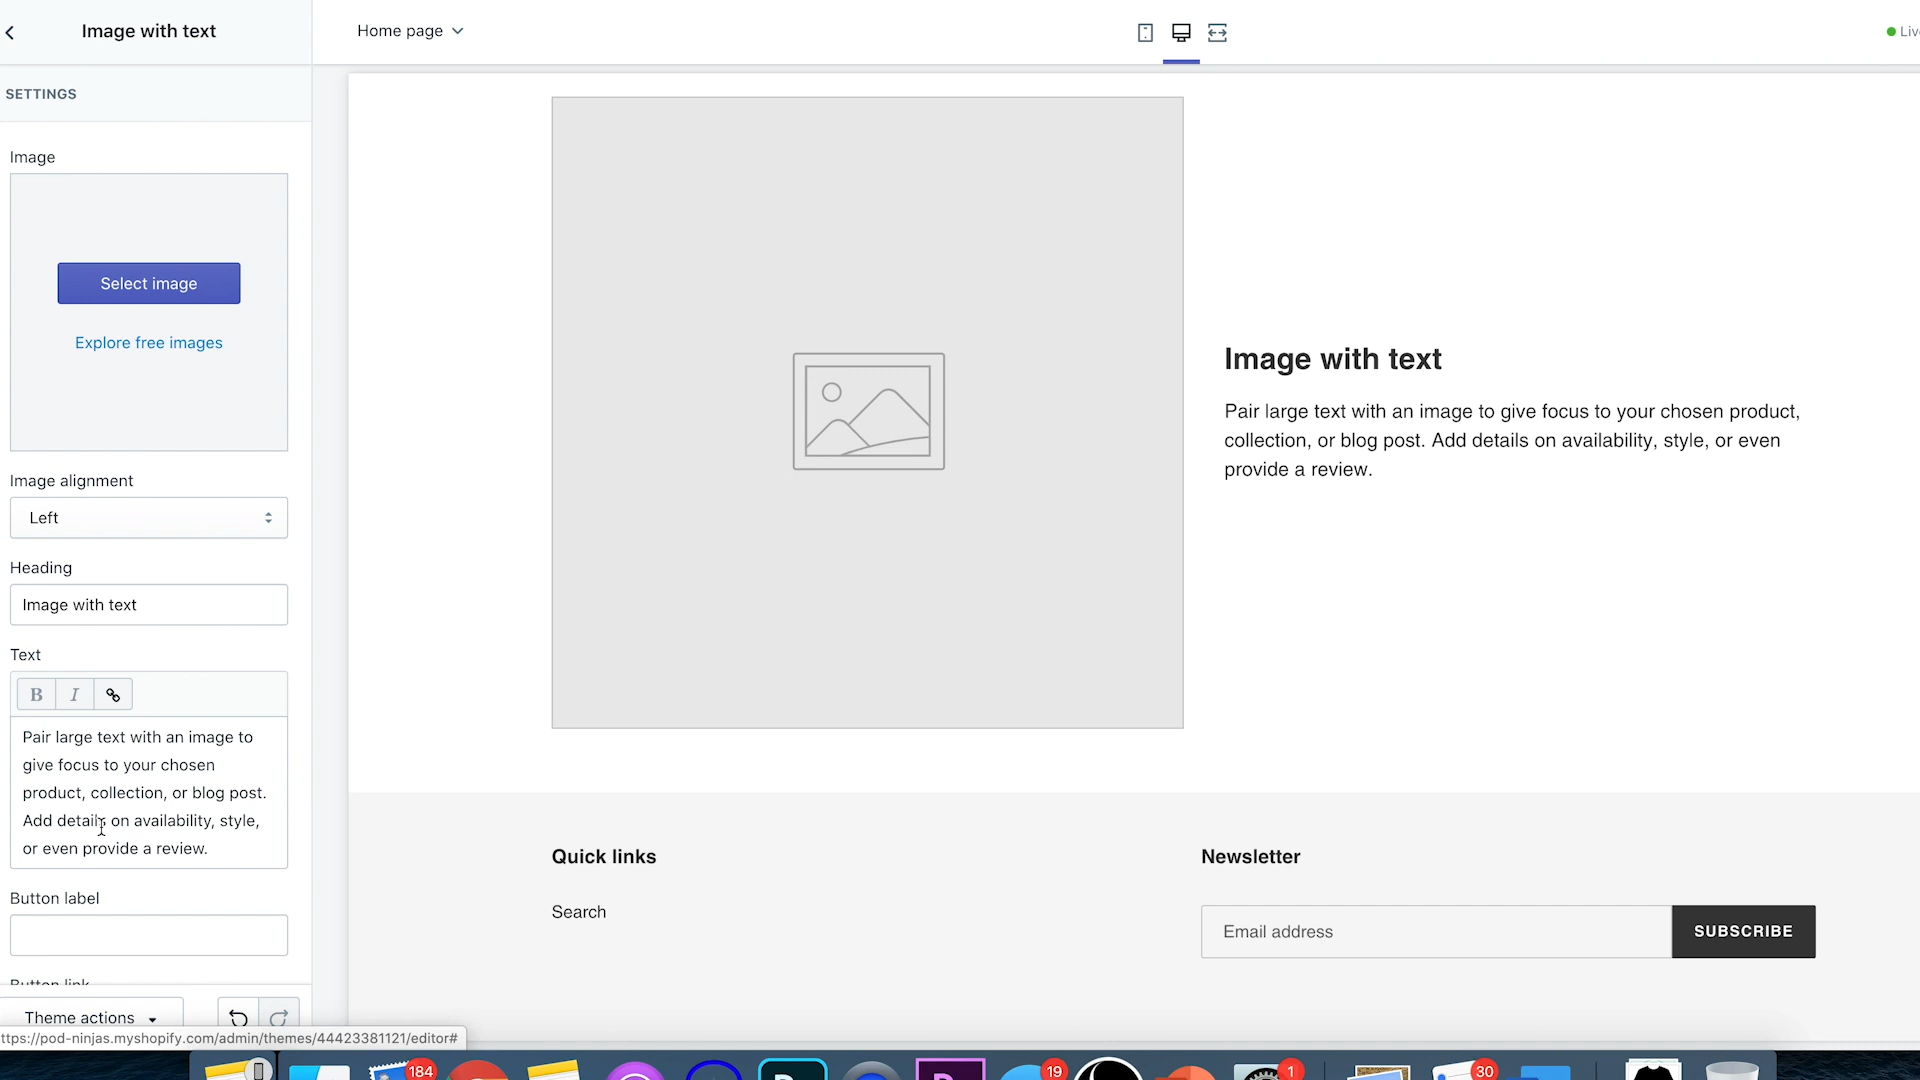 Image with text
Home page
Live
SETTINGS
Image
Select image
Explore free images
Image alignment
Left
Heading
Image with text
Text
B I
Pair large text with an image to
give focus to your chosen
product, collection, or blog post.
Add details on availability, style,
or even provide a review.
Button label
Button link
Theme actions
ttps://pod-ninjas.myshopify.com/admin/themes/44423381121/editor#
Image with text
Pair large text with an image to give focus to your chosen product,
collection, or blog post. Add details on availability, style, or even
provide a review.
Quick links
Search
Newsletter
Email address
SUBSCRIBE
184
19
1
30